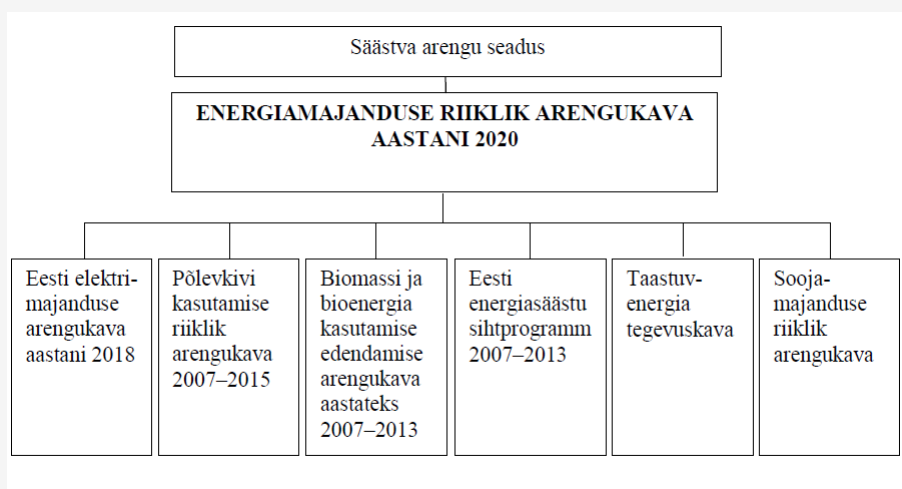 Säästva arengu seadus
ENERGIAMAJANDUSE RIIKLIK ARENGUKAVA
AASTANI 2020
Eesti elektri-
majanduse
arengukava
aastani 2018
Põlevkivi
kasutamise
riiklik
arengukava
2007–2015
Biomassi ja
bioenergia
kasutamise
edendamise
arengukava
aastateks
2007–2013
Eesti
energiasäästu
sihtprogramm
2007–2013
Taastuv-
energia
tegevuskava
Sooja-
majanduse
riiklik
arengukava